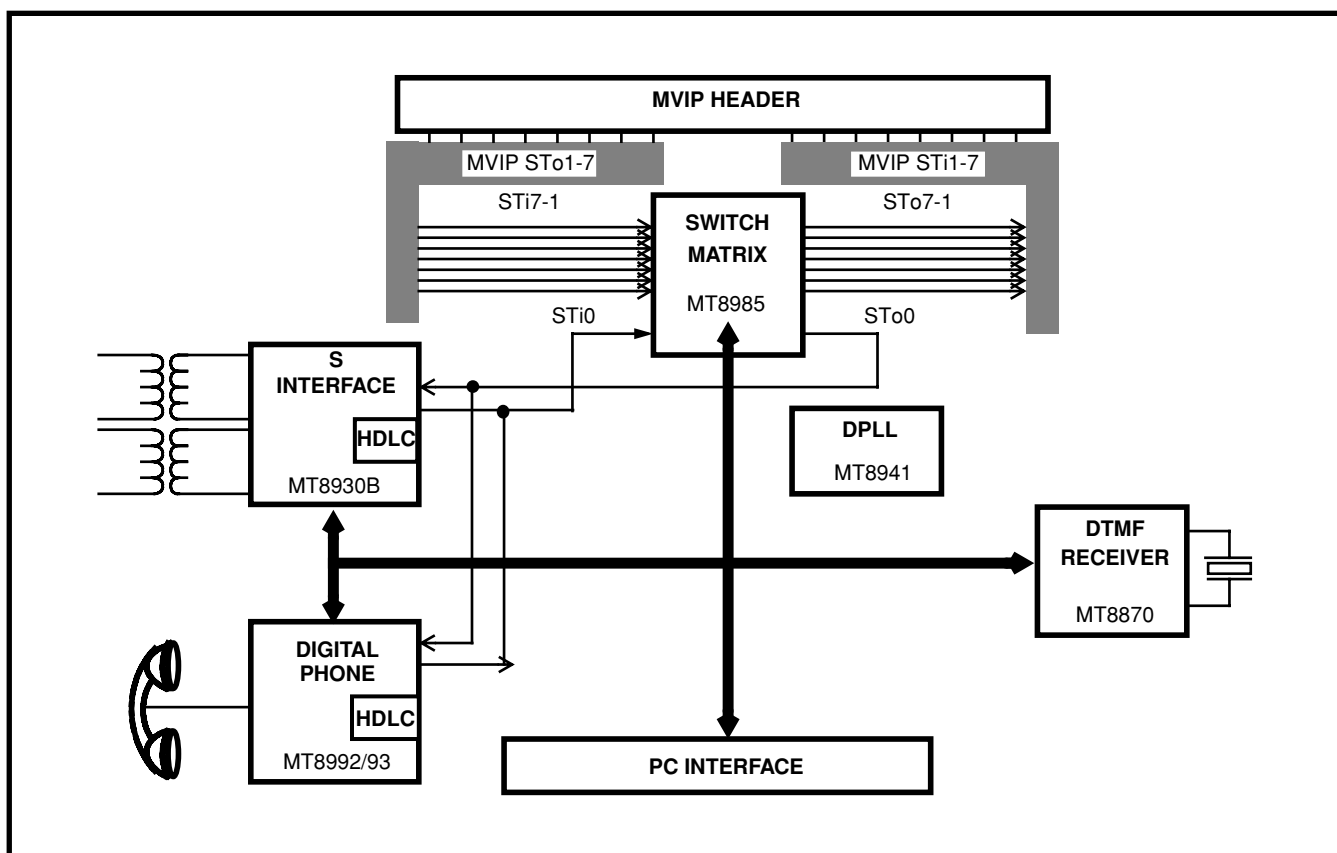 MVIP HEADER
MVIP STo1-7
MVIP STi1-7
STi7-1
STo7-1
SWITCH
MATRIX
MT8985
STi0
STo0
S
INTERFACE
HDLC
MT8930B
DPLL
MT8941
DTMF
RECEIVER
MT8870
DIGITAL
PHONE
HDLC
MT8992/93
PC INTERFACE